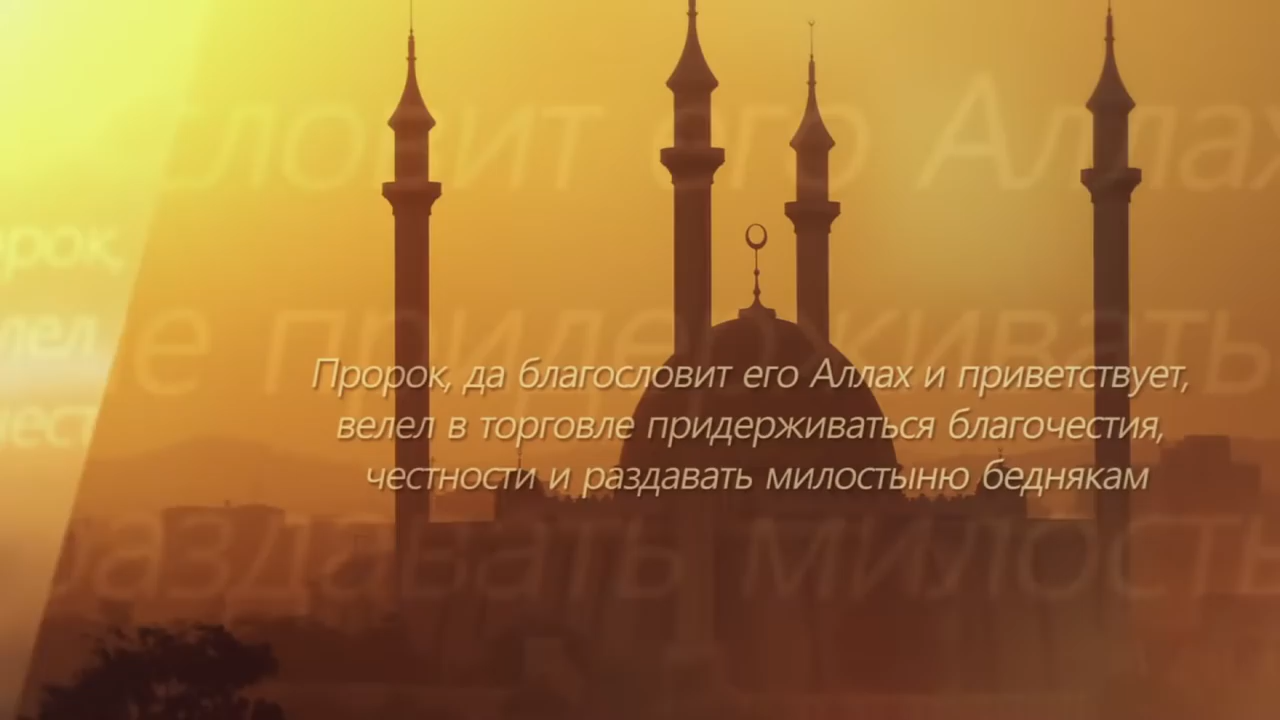 Пророк, да благословит его Аллах и приветствует,
велел в торговле придерживаться благочестия,
честности и раздавать милостыню беднякам